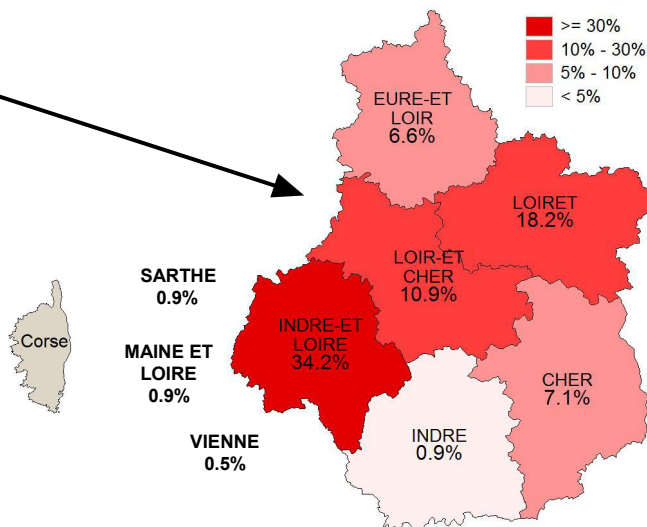 >= 30%
10% - 30%
5% - 10%
< 5%
EURE-ET
LOIR
6.6%
LOIRET
18.2%
LOIR-ET
CHER
10.9%
SARTHE
0.9%
Corse
INDRE-ET
LOIRE
34.2%
MAINE ET
LOIRE
0.9%
CHER
7.1%
VIENNE
0.5%
INDRE
0.9%